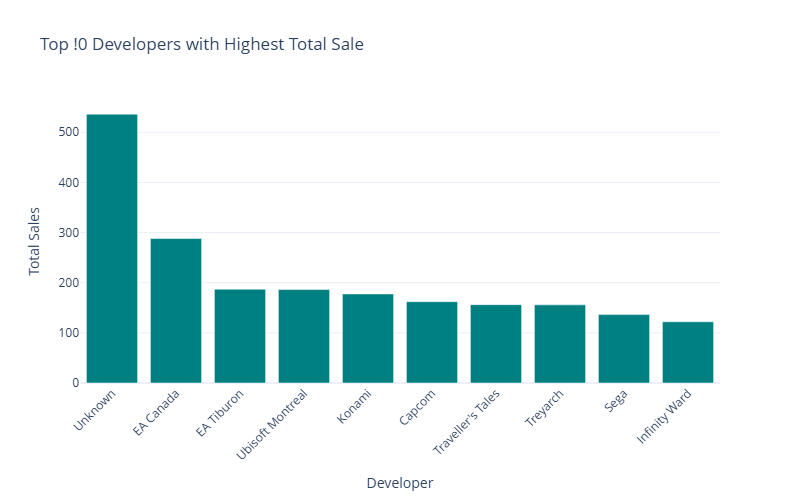 Top !0 Developers with Highest Total Sale
Total Sales
500
400
300
200
100
0
Unknown
EA Canada
EA Tiburon
Ubisoft Montreal
Konami
Capcom
Traveller's Tales
Treyarch
Sega
Infinity Ward
Developer